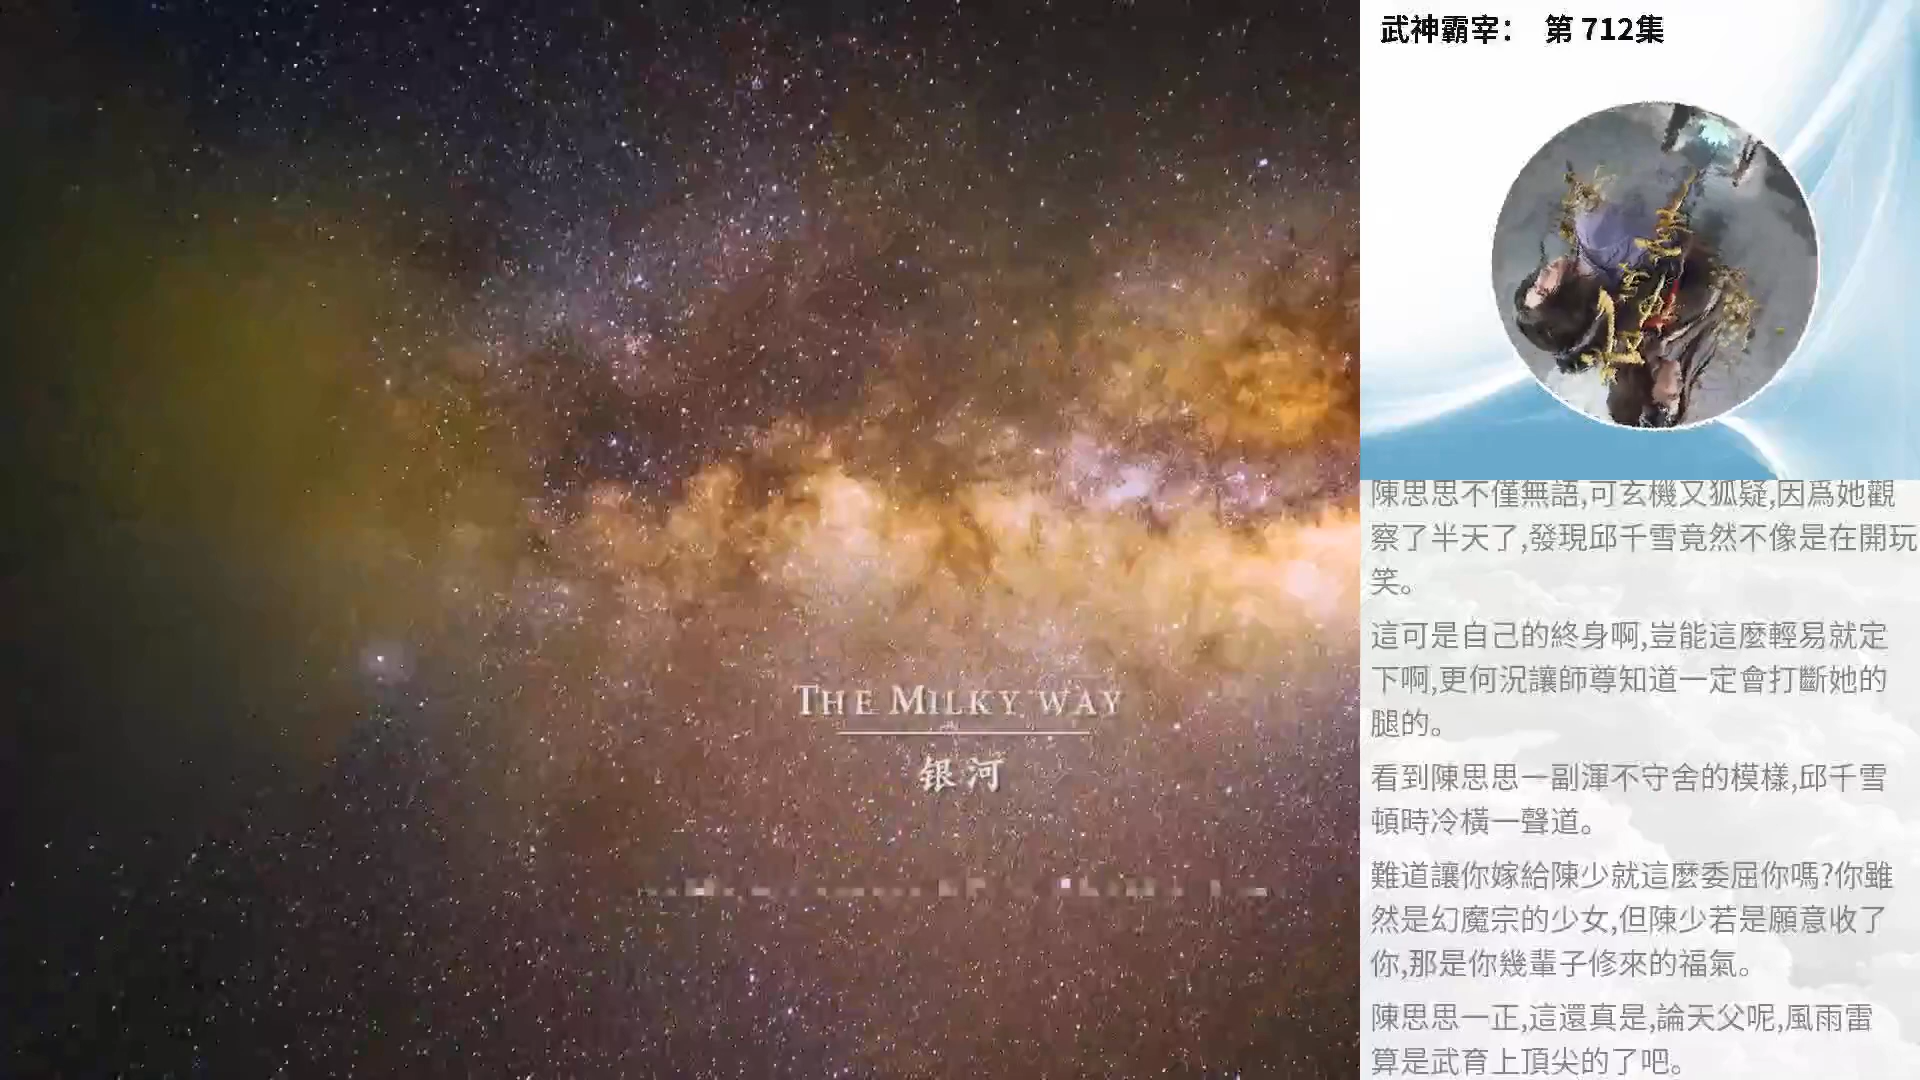 武神霸宰： 第 712集
THE MILKY WAY
银河
陳思思不僅無語,可玄機又狐疑,因爲她觀
察了半天了,發現邱千雪竟然不像是在開玩
笑。
這可是自己的終身啊,豈能這麼輕易就定
下啊,更何況讓師尊知道一定會打斷她的
腿的。
看到陳思思一副渾不守舍的模樣,邱千雪
頓時冷橫一聲道。
難道讓你嫁給陳少就這麼委屈你嗎?你雖
然是幻魔宗的少女,但陳少若是願意收了
你,那是你幾輩子修來的福氣。
陳思思一正,這還真是,論天父呢,風雨雷
算是武育上頂尖的了吧。